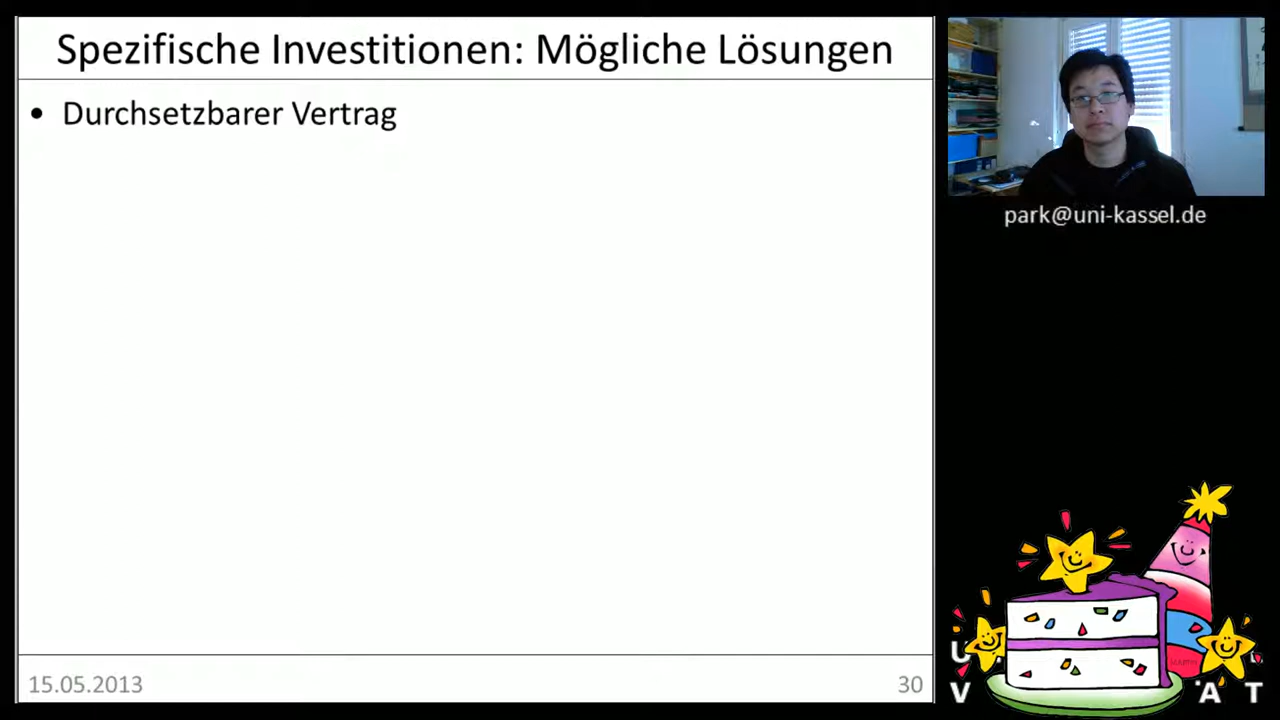 Spezifische Investitionen: Mögliche Lösungen
• Durchsetzbarer Vertrag
park@uni-kassel.de
15.05.2013
30
U
V A T